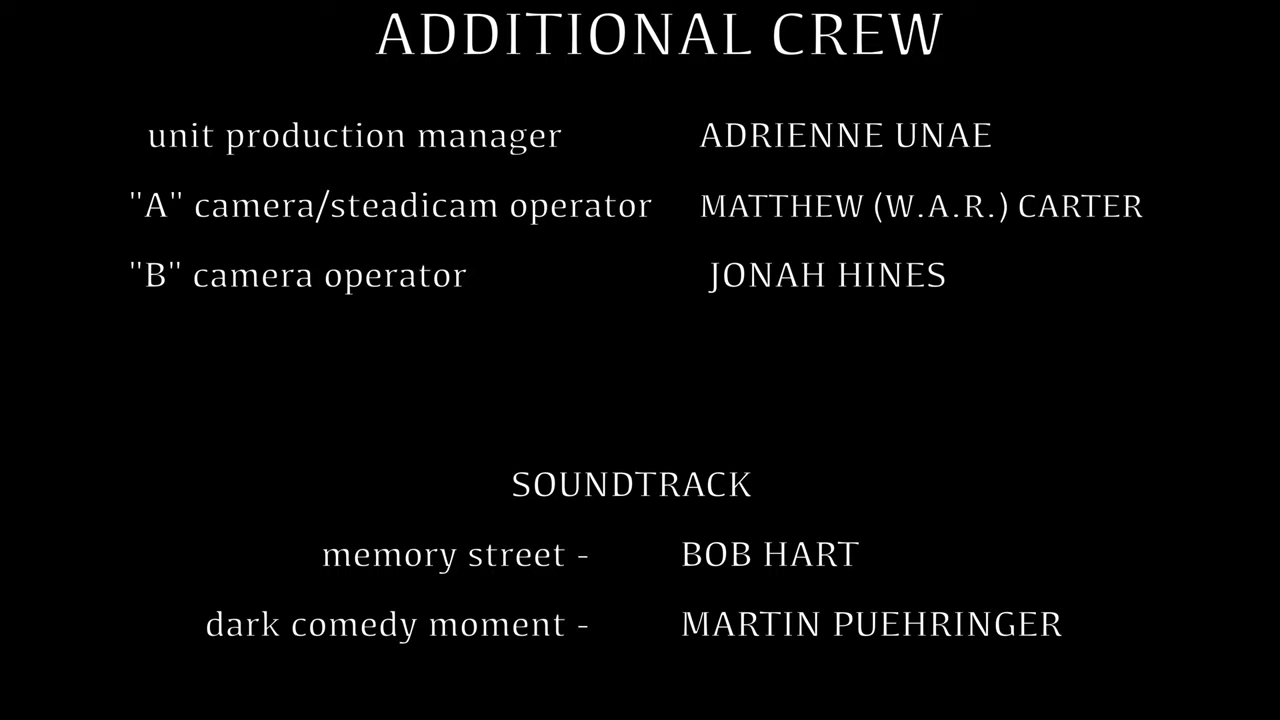 ADDITIONAL CREW
unit production manager ADRIENNE UNAE
"A" camera/steadicam operator MATTHEW (W.A.R.) CARTER
"B" camera operator JONAH HINES
SOUNDTRACK
memory street - BOB HART
dark comedy moment - MARTIN PUEHRINGER